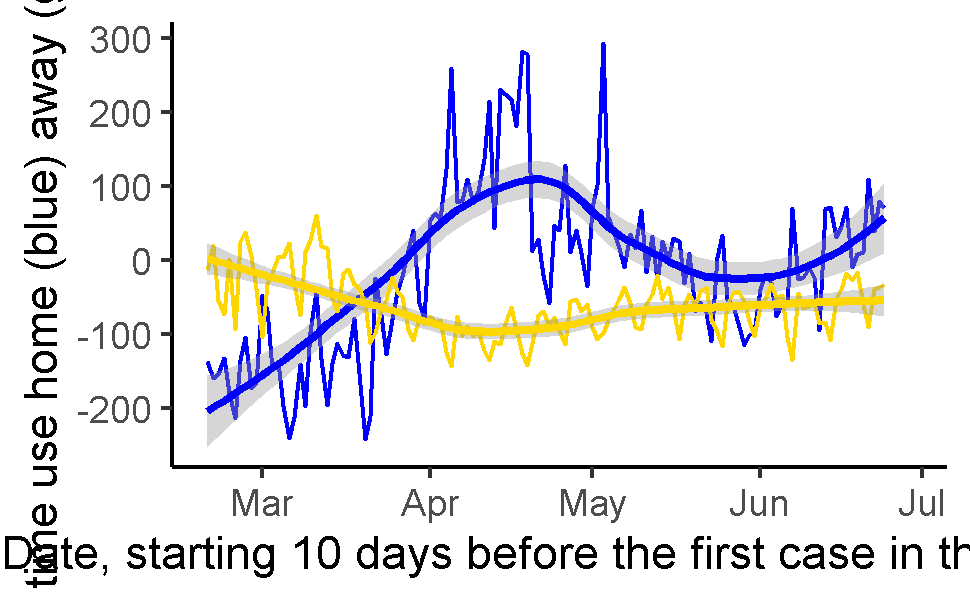 time use home (blue) away (
300
200
100
0
-100
-200
Mar Apr May Jun Jul
Date, starting 10 days before the first case in th